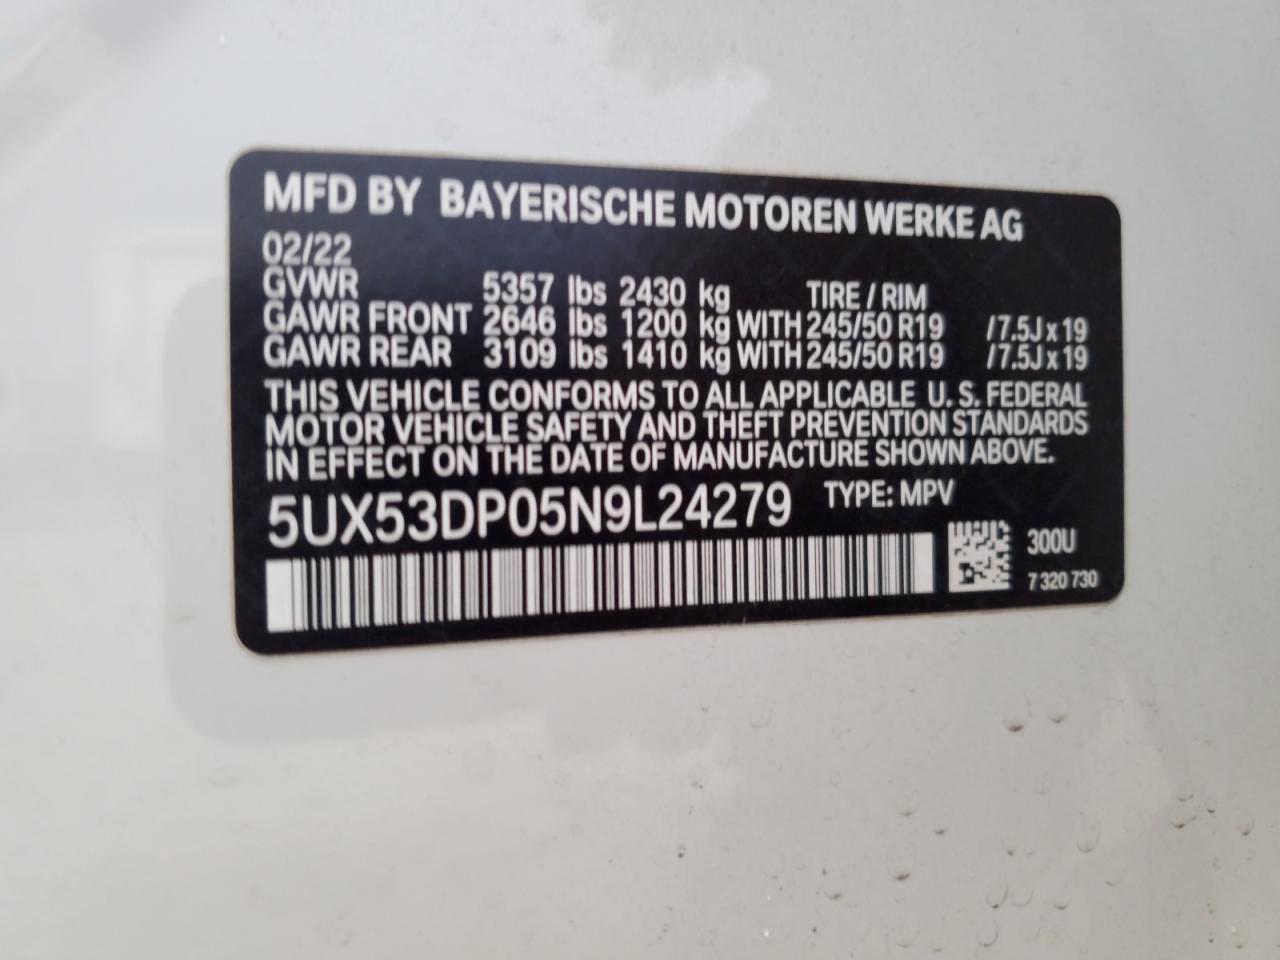 MFD BY BAYERISCHE MOTOREN WERKE AG
02/22
GVWR 5357 lbs 2430 kg TIRE / RIM
GAWR FRONT 2646 lbs 1200 kg WITH 245/50 R19 /7.5J x 19
GAWR REAR 3109 lbs 1410 kg WITH 245/50 R19 /7.5J x 19
THIS VEHICLE CONFORMS TO ALL APPLICABLE U. S. FEDERAL
MOTOR VEHICLE SAFETY AND THEFT PREVENTION STANDARDS
IN EFFECT ON THE DATE OF MANUFACTURE SHOWN ABOVE.
5UX53DP05N9L24279 TYPE: MPV
300U
7 320 730